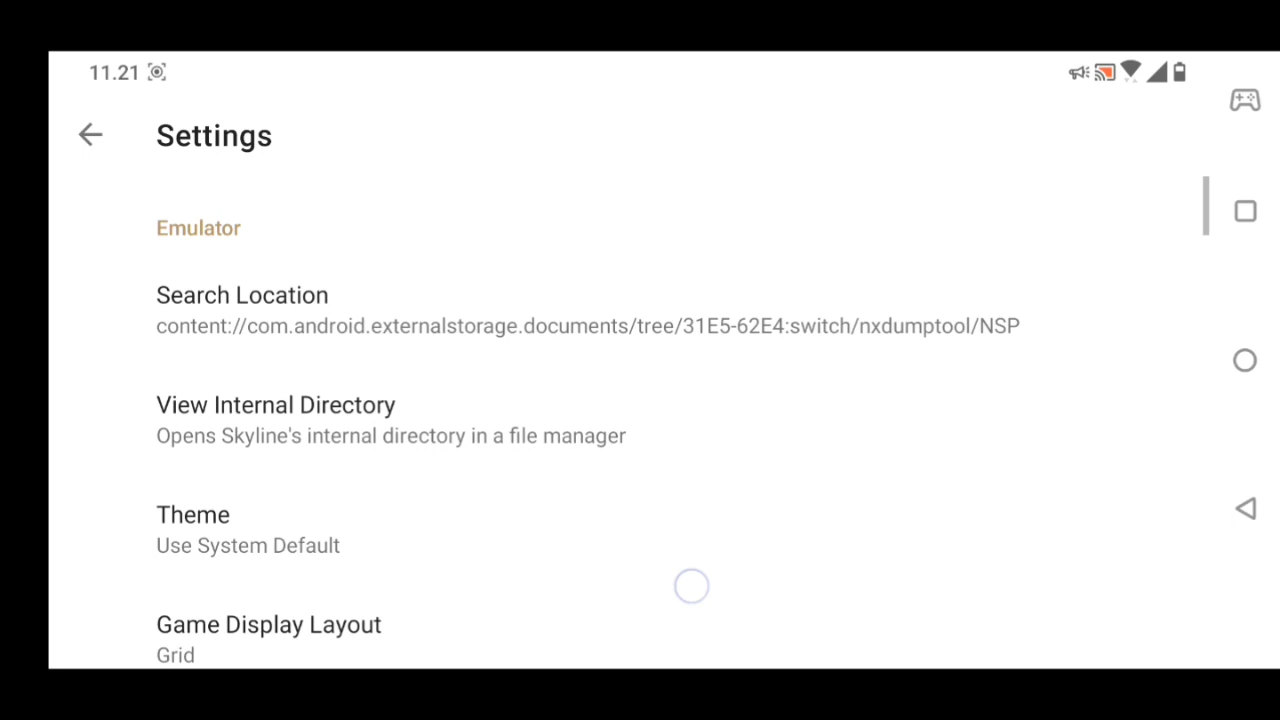 11.21
Settings
Emulator
Search Location
content://com.android.externalstorage.documents/tree/31E5-62E4:switch/nxdumptool/NSP
View Internal Directory
Opens Skyline's internal directory in a file manager
Theme
Use System Default
Game Display Layout
Grid